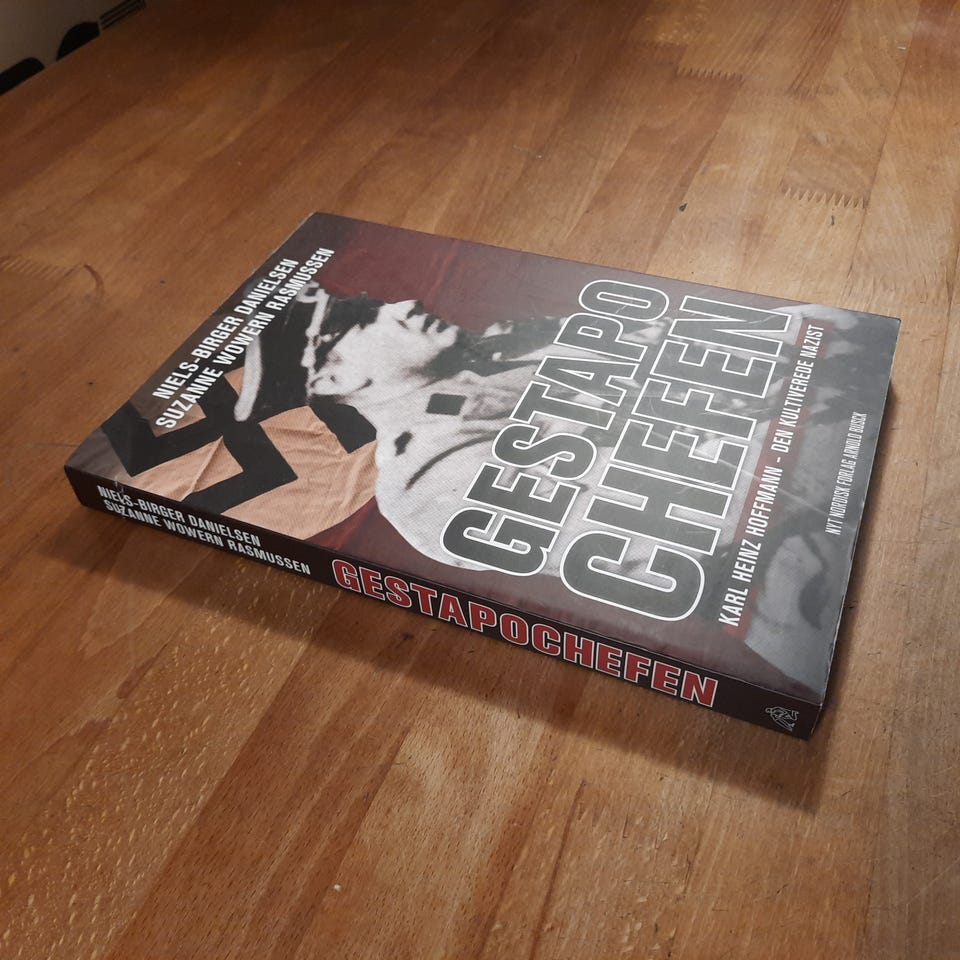 NIELS-BIRGER DANIELSEN
SUZANNE WOWERN RASMUSSEN
GESTAPO
CHEFEN
KARL HEINZ HOFFMANN - DEN KULTIVEREDE NAZIST
NYT NORDISK FORLAG ARNOLD BUSCK
NIELS-BIRGER DANIELSEN
SUZANNE WOWERN RASMUSSEN
GESTAPOCHEFEN